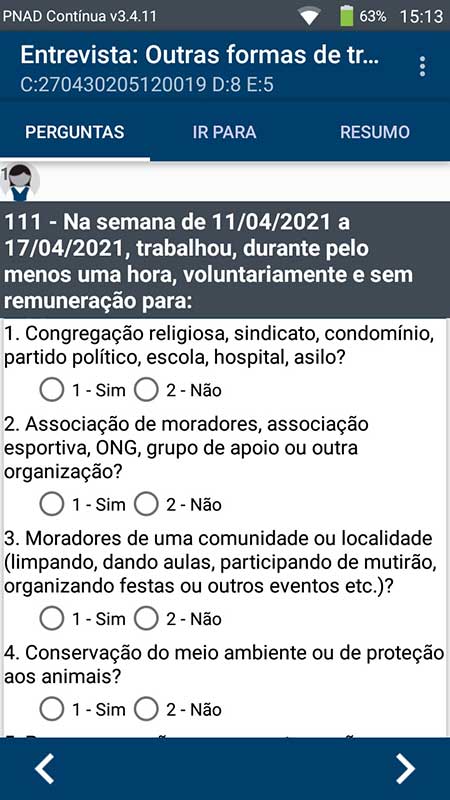 PNAD Contínua v3.4.11 63% 15:13
Entrevista: Outras formas de tr...
C:270430205120019 D:8 E:5
PERGUNTAS IR PARA RESUMO
1
111 - Na semana de 11/04/2021 a
17/04/2021, trabalhou, durante pelo
menos uma hora, voluntariamente e sem
remuneração para:
1. Congregação religiosa, sindicato, condomínio,
partido político, escola, hospital, asilo?
1 - Sim 2 - Não
2. Associação de moradores, associação
esportiva, ONG, grupo de apoio ou outra
organização?
1 - Sim 2 - Não
3. Moradores de uma comunidade ou localidade
(limpando, dando aulas, participando de mutirão,
organizando festas ou outros eventos etc.)?
1 - Sim 2 - Não
4. Conservação do meio ambiente ou de proteção
aos animais?
1 - Sim 2 - Não